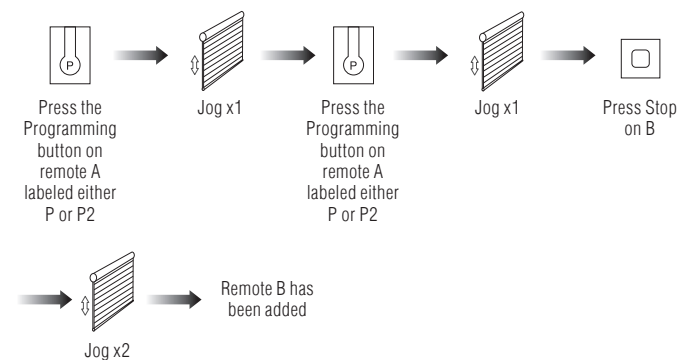 P
Press the
Programming
button on
remote A
labeled either
P or P2
Jog x1
P
Press the
Programming
button on
remote A
labeled either
P or P2
Jog x1
Press Stop
on B
Jog x2
Remote B has
been added